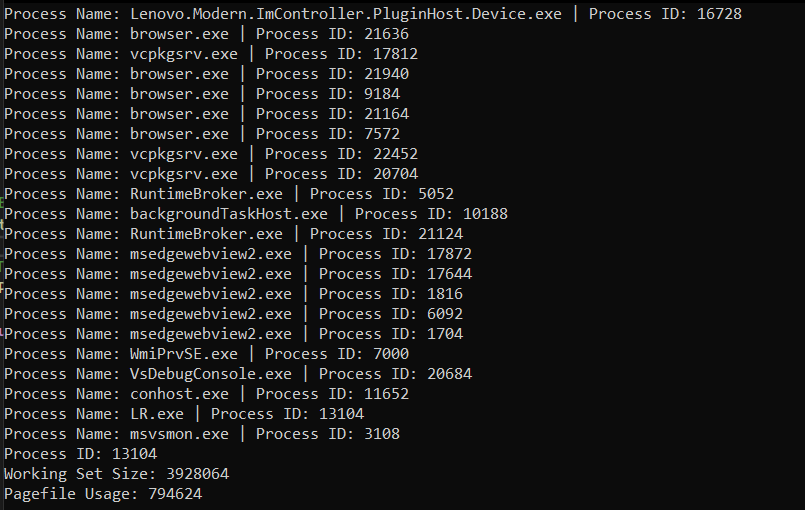 Process Name: Lenovo.Modern.ImController.PluginHost.Device.exe | Process ID: 16728
Process Name: browser.exe | Process ID: 21636
Process Name: vcpkgsrv.exe | Process ID: 17812
Process Name: browser.exe | Process ID: 21940
Process Name: browser.exe | Process ID: 9184
Process Name: browser.exe | Process ID: 21164
Process Name: browser.exe | Process ID: 7572
Process Name: vcpkgsrv.exe | Process ID: 22452
Process Name: vcpkgsrv.exe | Process ID: 20704
Process Name: RuntimeBroker.exe | Process ID: 5052
Process Name: backgroundTaskHost.exe | Process ID: 10188
Process Name: RuntimeBroker.exe | Process ID: 21124
Process Name: msedgewebview2.exe | Process ID: 17872
Process Name: msedgewebview2.exe | Process ID: 17644
Process Name: msedgewebview2.exe | Process ID: 1816
Process Name: msedgewebview2.exe | Process ID: 6092
Process Name: msedgewebview2.exe | Process ID: 1704
Process Name: WmiPrvSE.exe | Process ID: 7000
Process Name: VsDebugConsole.exe | Process ID: 20684
Process Name: conhost.exe | Process ID: 11652
Process Name: LR.exe | Process ID: 13104
Process Name: msvsmon.exe | Process ID: 3108
Process ID: 13104
Working Set Size: 3928064
Pagefile Usage: 794624